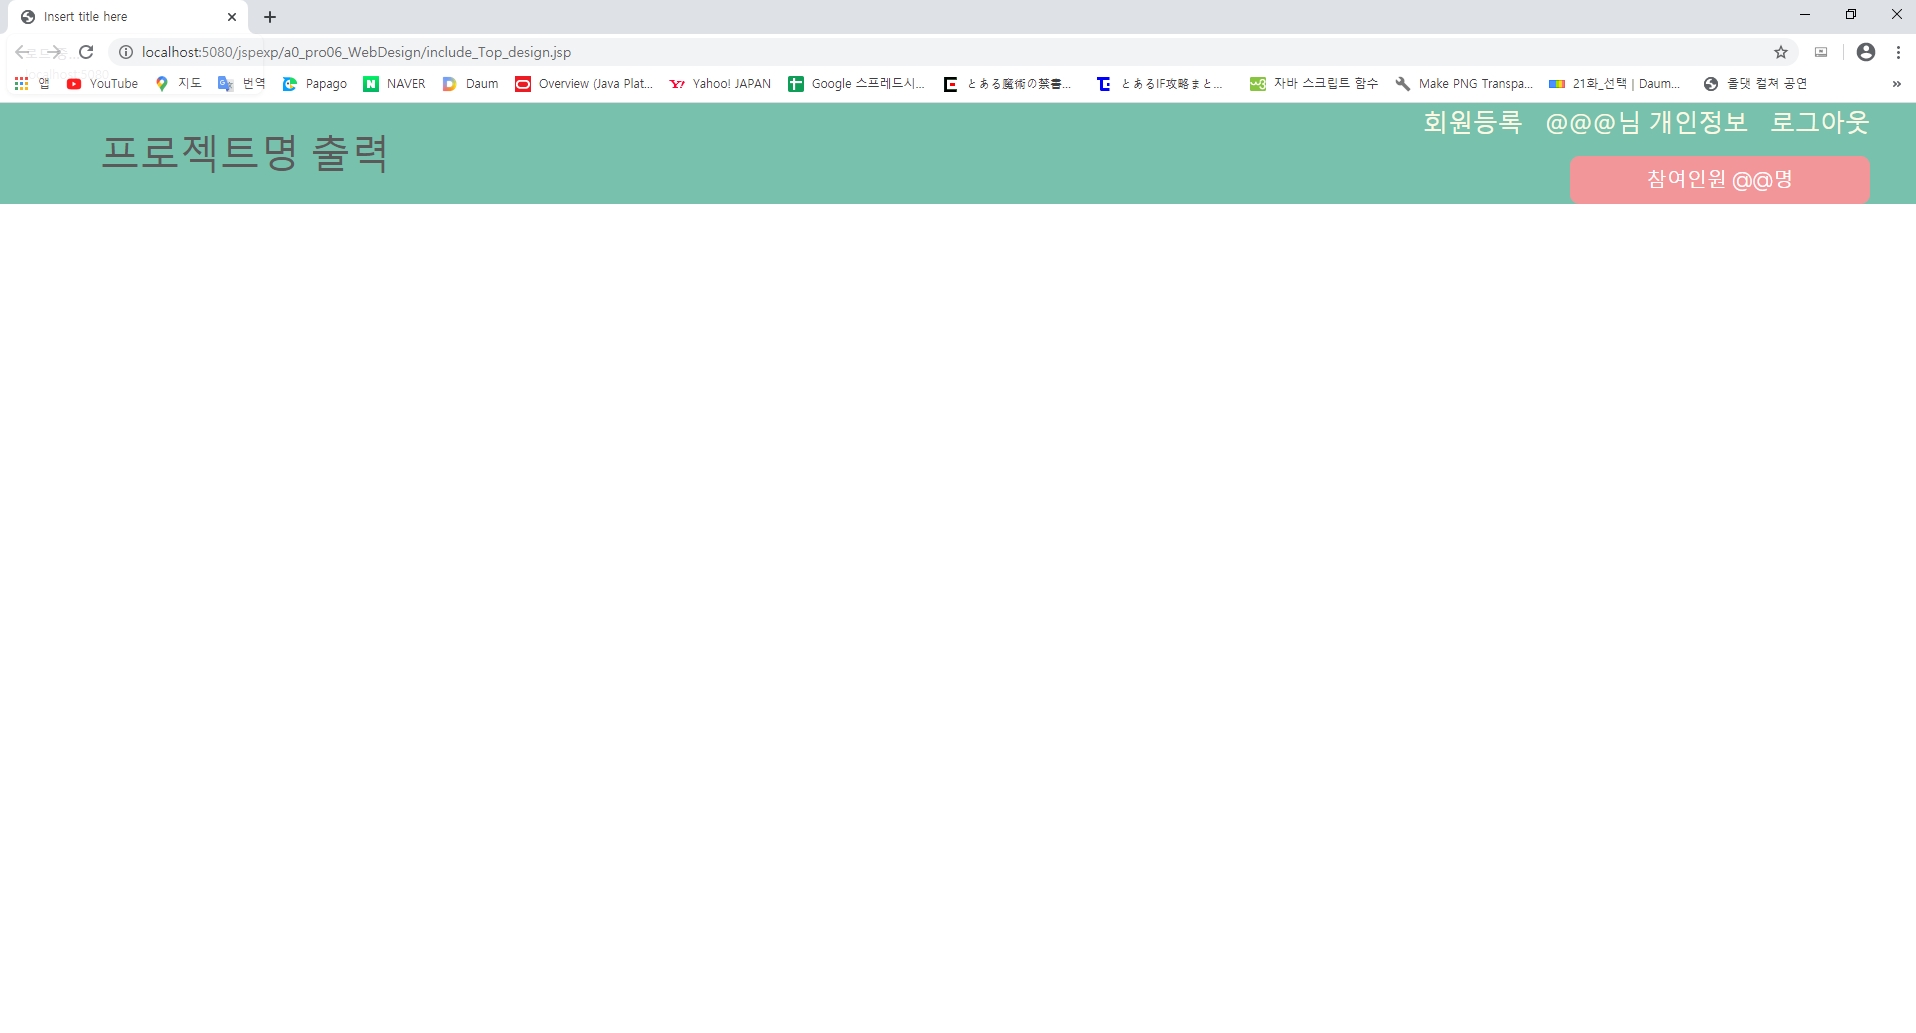 Insert title here
localhost:5080/jspexp/a0_pro06_WebDesign/include_Top_design.jsp
앱 YouTube 지도 번역 Papago NAVER Daum Overview (Java Plat... Yahoo! JAPAN Google 스프레드시... とある魔術の禁書... とあるIF攻略まと... 자바 스크립트 함수 Make PNG Transpa... 21화_선택 | Daum... 올댓 컬쳐 공연 »
프로젝트명 출력
회원등록 @@@님 개인정보 로그아웃
참여인원 @@명